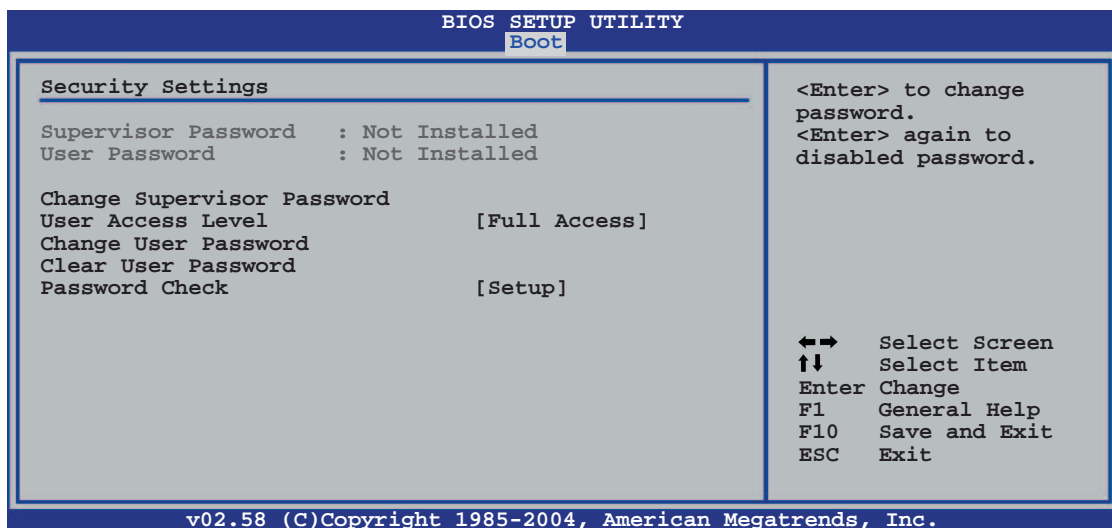 BIOS SETUP UTILITY
Boot
Security Settings
Supervisor Password : Not Installed
User Password : Not Installed
Change Supervisor Password
User Access Level [Full Access]
Change User Password
Clear User Password
Password Check [Setup]
<Enter> to change
password.
<Enter> again to
disabled password.
←→ Select Screen
↑↓ Select Item
Enter Change
F1 General Help
F10 Save and Exit
ESC Exit
v02.58 (C)Copyright 1985-2004, American Megatrends, Inc.